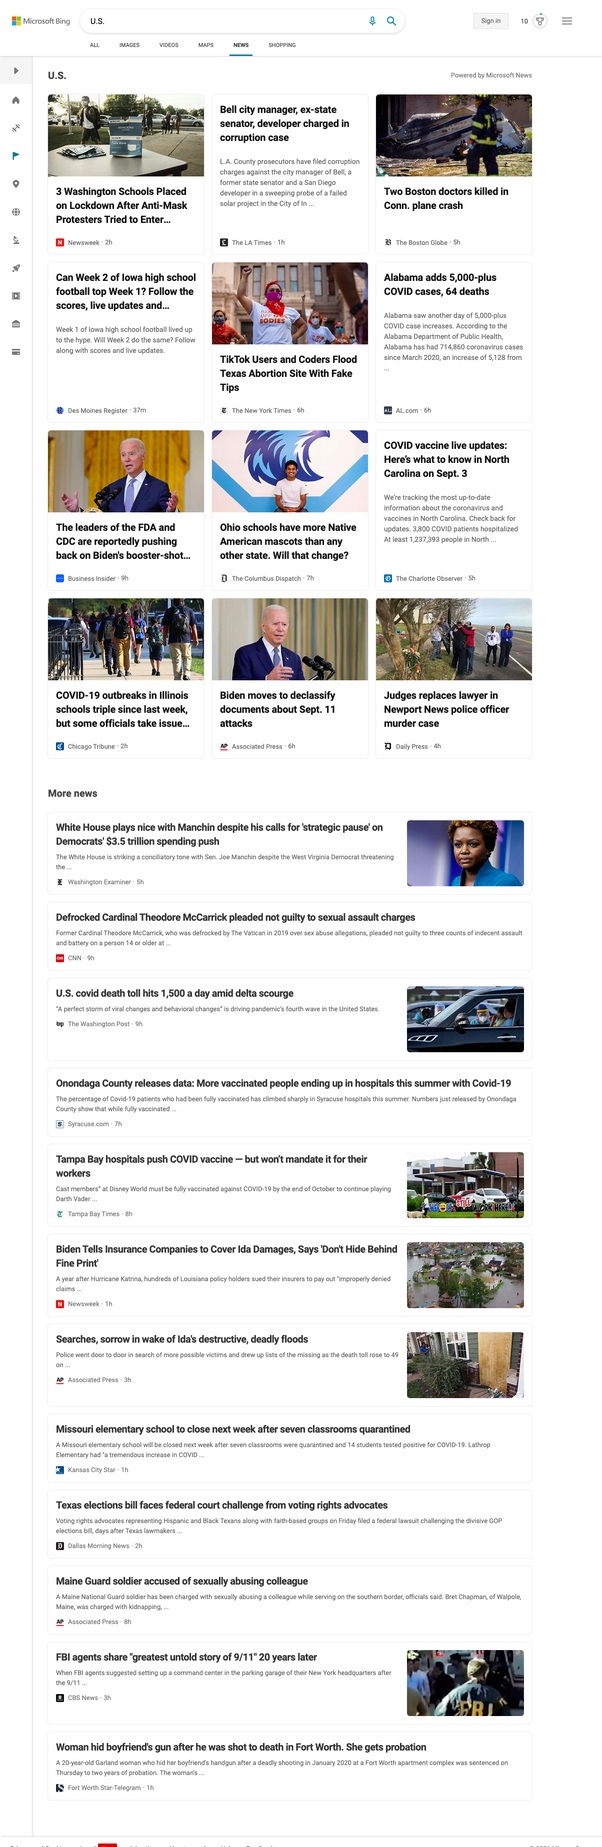 Microsoft Bing
U.S.
Sign in
10
ALL
IMAGES
VIDEOS
MAPS
NEWS
SHOPPING
U.S.
Powered by Microsoft News
3 Washington Schools Placed
on Lockdown After Anti-Mask
Protesters Tried to Enter...
Newsweek · 2h
Bell city manager, ex-state
senator, developer charged in
corruption case
L.A. County prosecutors have filed corruption
charges against the city manager of Bell, a
former state senator and a San Diego
developer in a sweeping probe of a failed
solar project in the City of In ...
The LA Times · 1h
Two Boston doctors killed in
Conn. plane crash
The Boston Globe · 5h
Can Week 2 of Iowa high school
football top Week 1? Follow the
scores, live updates and...
Week 1 of Iowa high school football lived up
to the hype. Will Week 2 do the same? Follow
along with scores and live updates.
Des Moines Register · 37m
BODIES
TikTok Users and Coders Flood
Texas Abortion Site With Fake
Tips
The New York Times · 6h
Alabama adds 5,000-plus
COVID cases, 64 deaths
Alabama saw another day of 5,000-plus
COVID case increases. According to the
Alabama Department of Public Health,
Alabama has had 714,860 coronavirus cases
since March 2020, an increase of 5,128 from
...
AL.com · 6h
The leaders of the FDA and
CDC are reportedly pushing
back on Biden's booster-shot...
Business Insider · 9h
Ohio schools have more Native
American mascots than any
other state. Will that change?
The Columbus Dispatch · 7h
COVID vaccine live updates:
Here's what to know in North
Carolina on Sept. 3
We're tracking the most up-to-date
information about the coronavirus and
vaccines in North Carolina. Check back for
updates. 3,800 COVID patients hospitalized
At least 1,237,393 people in North ...
The Charlotte Observer · 5h
COVID-19 outbreaks in Illinois
schools triple since last week,
but some officials take issue...
Chicago Tribune · 2h
Biden moves to declassify
documents about Sept. 11
attacks
AP Associated Press · 6h
Judges replaces lawyer in
Newport News police officer
murder case
Daily Press · 4h
More news
White House plays nice with Manchin despite his calls for 'strategic pause' on
Democrats' $3.5 trillion spending push
The White House is striking a conciliatory tone with Sen. Joe Manchin despite the West Virginia Democrat threatening
the ...
Washington Examiner · 5h
Defrocked Cardinal Theodore McCarrick pleaded not guilty to sexual assault charges
Former Cardinal Theodore McCarrick, who was defrocked by The Vatican in 2019 over sex abuse allegations, pleaded not guilty to three counts of indecent assault
and battery on a person 14 or older at ...
CNN · 9h
U.S. covid death toll hits 1,500 a day amid delta scourge
"A perfect storm of viral changes and behavioral changes" is driving pandemic's fourth wave in the United States.
wp The Washington Post · 9h
Onondaga County releases data: More vaccinated people ending up in hospitals this summer with Covid-19
The percentage of Covid-19 patients who had been fully vaccinated has climbed sharply in Syracuse hospitals this summer. Numbers just released by Onondaga
County show that while fully vaccinated ...
Syracuse.com · 7h
Tampa Bay hospitals push COVID vaccine — but won't mandate it for their
workers
Cast members" at Disney World must be fully vaccinated against COVID-19 by the end of October to continue playing
Darth Vader ...
Tampa Bay Times · 8h
Biden Tells Insurance Companies to Cover Ida Damages, Says 'Don't Hide Behind
Fine Print'
A year after Hurricane Katrina, hundreds of Louisiana policy holders sued their insurers to pay out "improperly denied
claims ...
Newsweek · 1h
Searches, sorrow in wake of Ida's destructive, deadly floods
Police went door to door in search of more possible victims and drew up lists of the missing as the death toll rose to 49
on ...
AP Associated Press · 3h
Missouri elementary school to close next week after seven classrooms quarantined
A Missouri elementary school will be closed next week after seven classrooms were quarantined and 14 students tested positive for COVID-19. Lathrop
Elementary had "a tremendous increase in COVID ...
Kansas City Star · 1h
Texas elections bill faces federal court challenge from voting rights advocates
Voting rights advocates representing Hispanic and Black Texans along with faith-based groups on Friday filed a federal lawsuit challenging the divisive GOP
elections bill, days after Texas lawmakers ...
Dallas Morning News · 2h
Maine Guard soldier accused of sexually abusing colleague
A Maine National Guard soldier has been charged with sexually abusing a colleague while serving on the southern border, officials said. Bret Chapman, of Walpole,
Maine, was charged with kidnapping, ...
AP Associated Press · 8h
FBI agents share "greatest untold story of 9/11" 20 years later
When FBI agents suggested setting up a command center in the parking garage of their New York headquarters after
the 9/11 ...
CBS News · 3h
FBI
Woman hid boyfriend's gun after he was shot to death in Fort Worth. She gets probation
A 20-year-old Garland woman who hid her boyfriend's handgun after a deadly shooting in January 2020 at a Fort Worth apartment complex was sentenced on
Thursday to two years of probation. The woman's ...
Fort Worth Star-Telegram · 1h